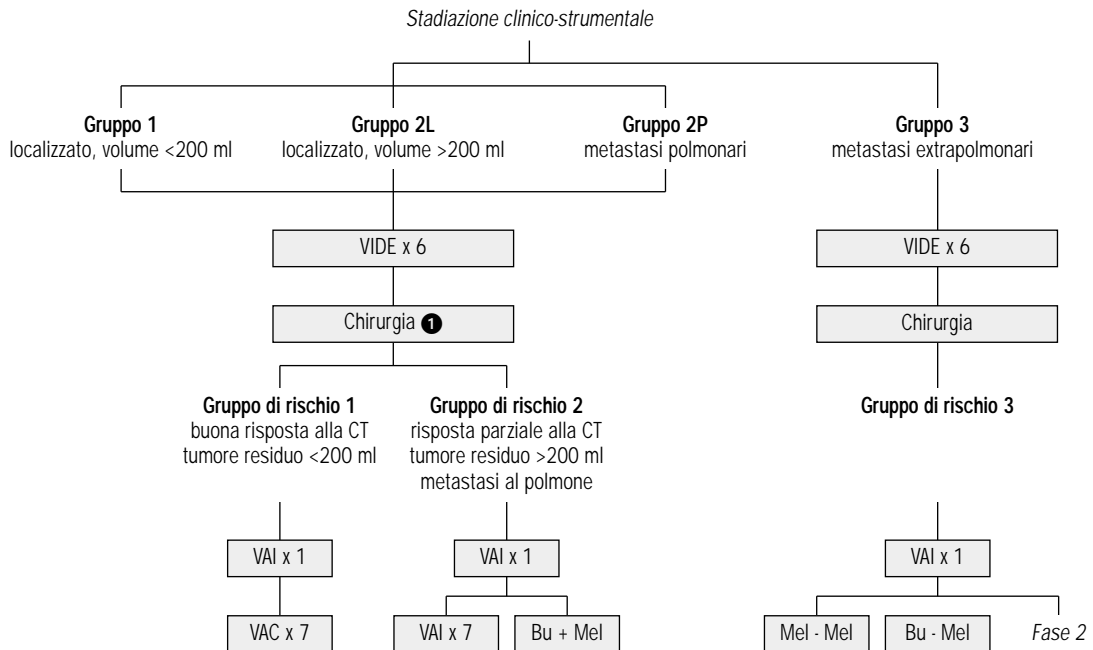 Stadiazione clinico-strumentale
Gruppo 1
localizzato, volume <200 ml
Gruppo 2L
localizzato, volume >200 ml
Gruppo 2P
metastasi polmonari
Gruppo 3
metastasi extrapolmonari
VIDE x 6
VIDE x 6
Chirurgia ❶
Chirurgia
Gruppo di rischio 1
buona risposta alla CT
tumore residuo <200 ml
Gruppo di rischio 2
risposta parziale alla CT
tumore residuo >200 ml
metastasi al polmone
Gruppo di rischio 3
VAI x 1
VAI x 1
VAI x 1
VAC x 7
VAI x 7
Bu + Mel
Mel - Mel
Bu - Mel
Fase 2